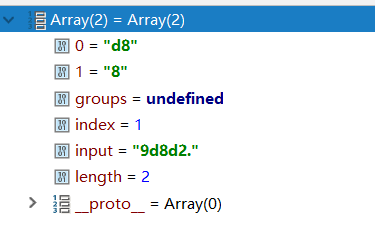 Array(2) = Array(2)
0 = "d8"
1 = "8"
groups = undefined
index = 1
input = "9d8d2."
length = 2
__proto__ = Array(0)